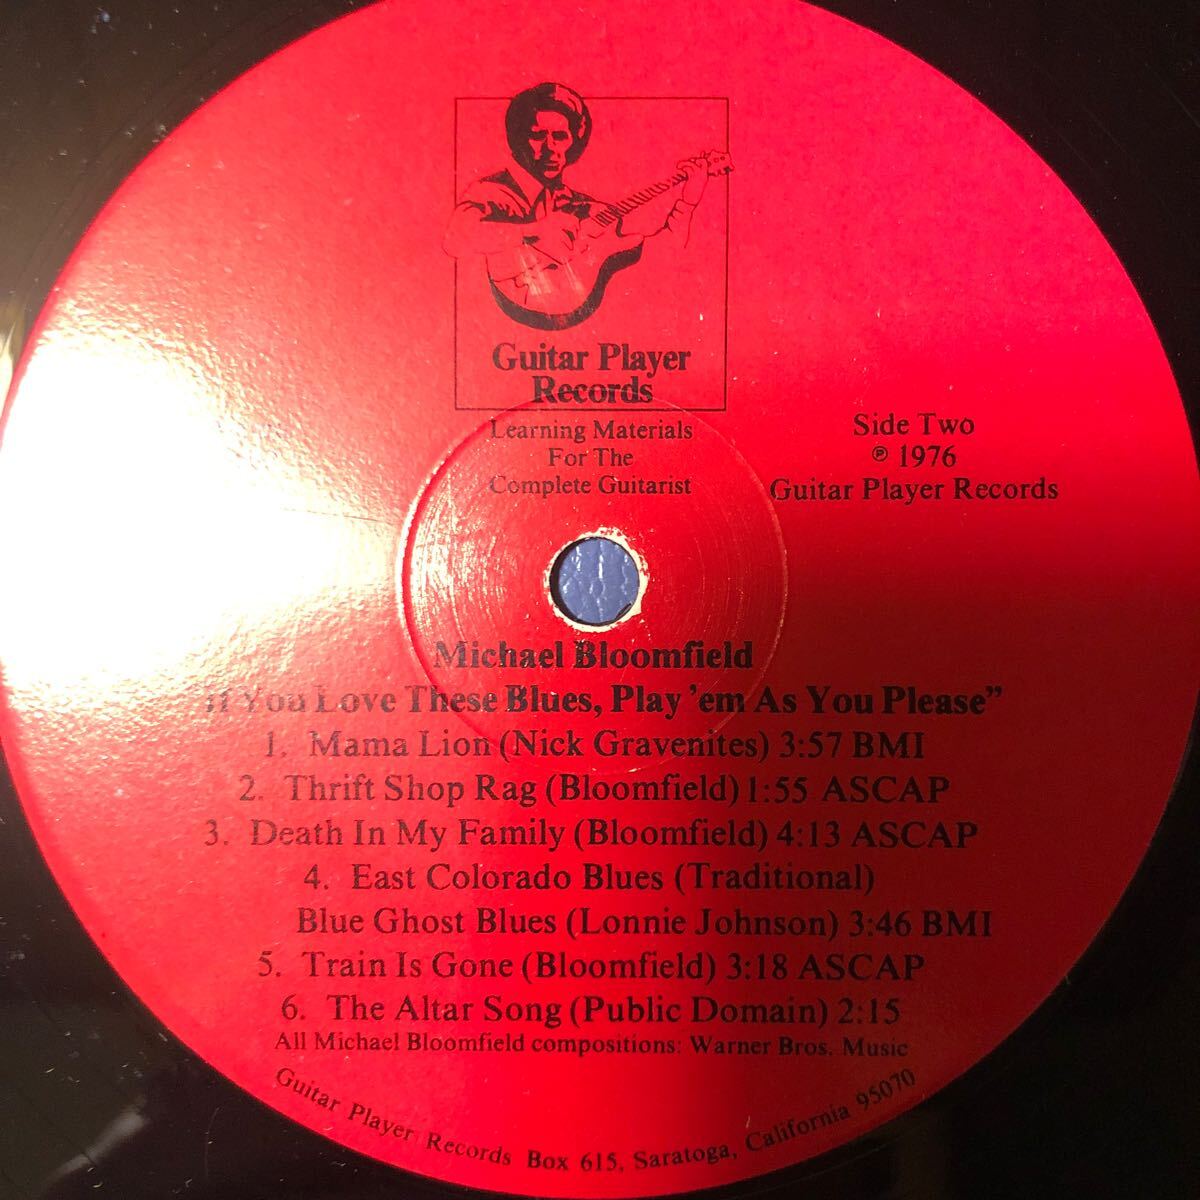 Guitar Player
Records
Learning Materials
For The
Complete Guitarist
Side Two
℗ 1976
Guitar Player Records
Michael Bloomfield
"If You Love These Blues, Play 'em As You Please"
1. Mama Lion (Nick Gravenites) 3:57 BMI
2. Thrift Shop Rag (Bloomfield) 1:55 ASCAP
3. Death In My Family (Bloomfield) 4:13 ASCAP
4. East Colorado Blues (Traditional)
Blue Ghost Blues (Lonnie Johnson) 3:46 BMI
5. Train Is Gone (Bloomfield) 3:18 ASCAP
6. The Altar Song (Public Domain) 2:15
All Michael Bloomfield compositions: Warner Bros. Music
Guitar Player Records Box 615, Saratoga, California 95070